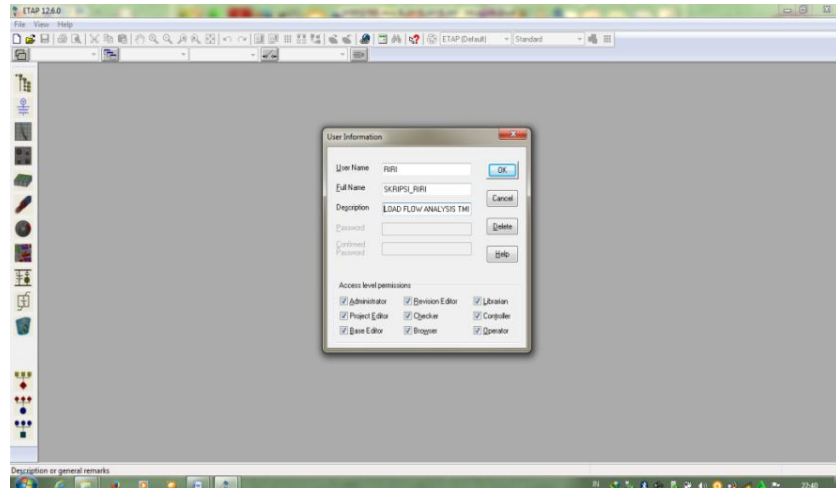 ETAP 12.6.0
File View Help
ETAP (Default) Standard
User Information
User Name RIRI OK
Full Name SKRIPSI_RIRI Cancel
Description LOAD FLOW ANALYSIS TMI Delete
Password
Confirmed Password Help
Access level permissions
Administrator Revision Editor Librarian
Project Editor Checker Controller
Base Editor Browser Operator
Description or general remarks
IN 22:40